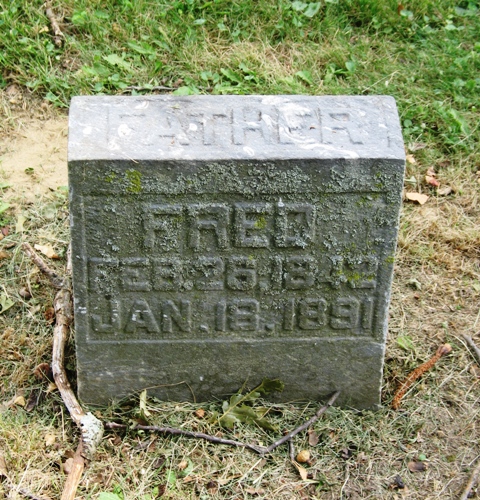 FATHER
FRED
FEB. 26. 1842
JAN. 18. 1891